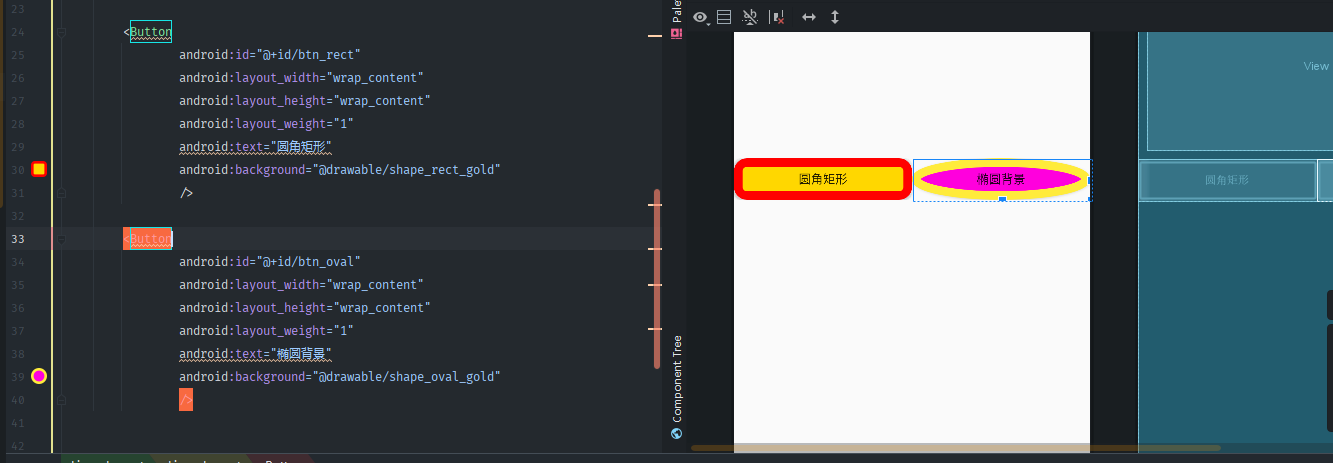 23
24 <Button
25 android:id="@+id/btn_rect"
26 android:layout_width="wrap_content"
27 android:layout_height="wrap_content"
28 android:layout_weight="1"
29 android:text="圆角矩形"
30 android:background="@drawable/shape_rect_gold"
31 />
32
33 <Button
34 android:id="@+id/btn_oval"
35 android:layout_width="wrap_content"
36 android:layout_height="wrap_content"
37 android:layout_weight="1"
38 android:text="椭圆背景"
39 android:background="@drawable/shape_oval_gold"
40 />
41
42
Component Tree
圆角矩形
椭圆背景
View
圆角矩形